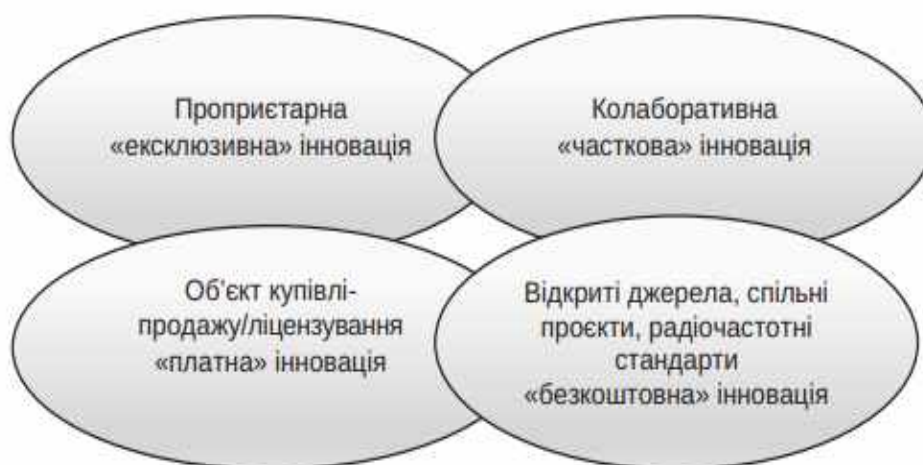 Проприєтарна
«ексклюзивна» інновація
Колаборативна
«часткова» інновація
Об'єкт купівлі-
продажу/ліцензування
«платна» інновація
Відкриті джерела, спільні
проєкти, радіочастотні
стандарти
«безкоштовна» інновація